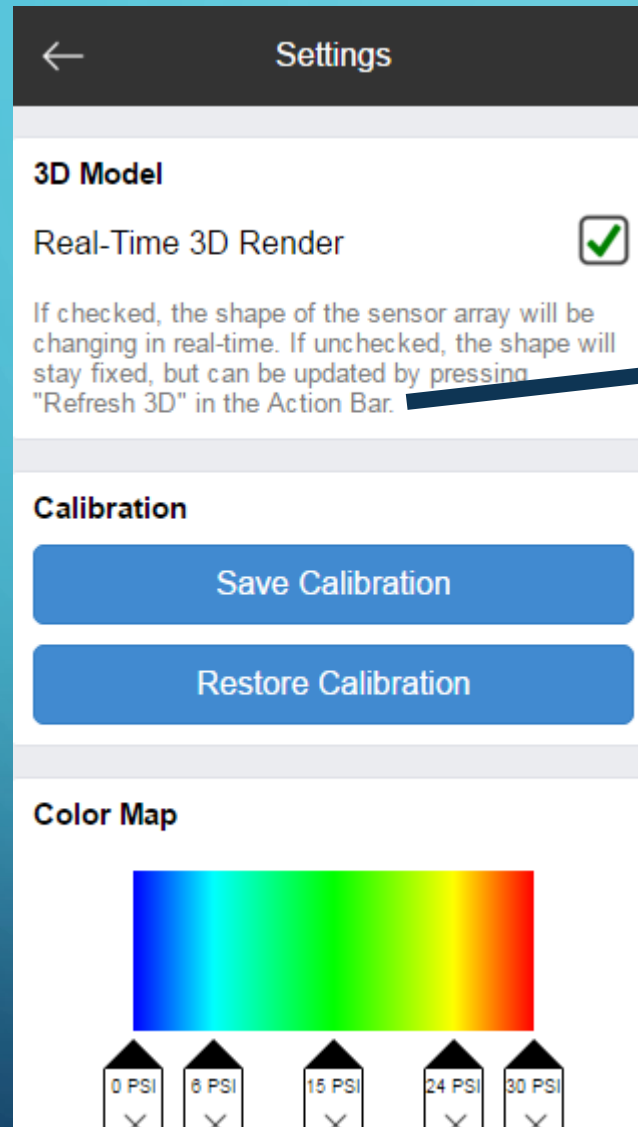 Settings
3D Model
Real-Time 3D Render
If checked, the shape of the sensor array will be
changing in real-time. If unchecked, the shape will
stay fixed, but can be updated by pressing
"Refresh 3D" in the Action Bar.
Calibration
Save Calibration
Restore Calibration
Color Map
0 PSI 6 PSI 15 PSI 24 PSI 30 PSI